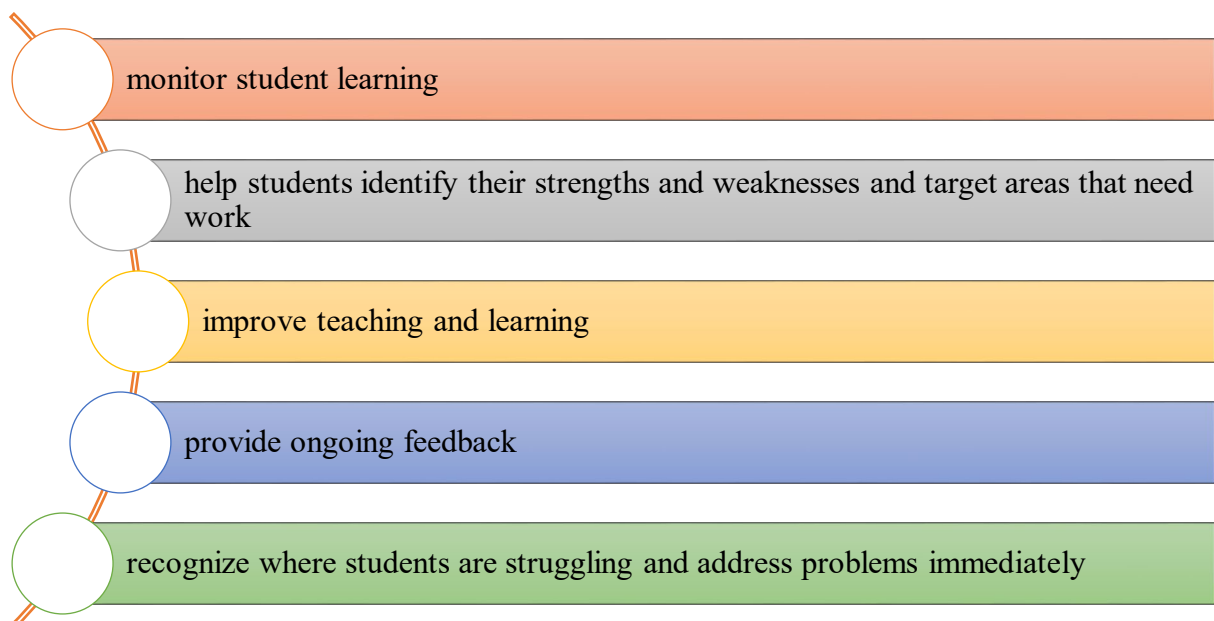 monitor student learning
help students identify their strengths and weaknesses and target areas that need
work
improve teaching and learning
provide ongoing feedback
recognize where students are struggling and address problems immediately